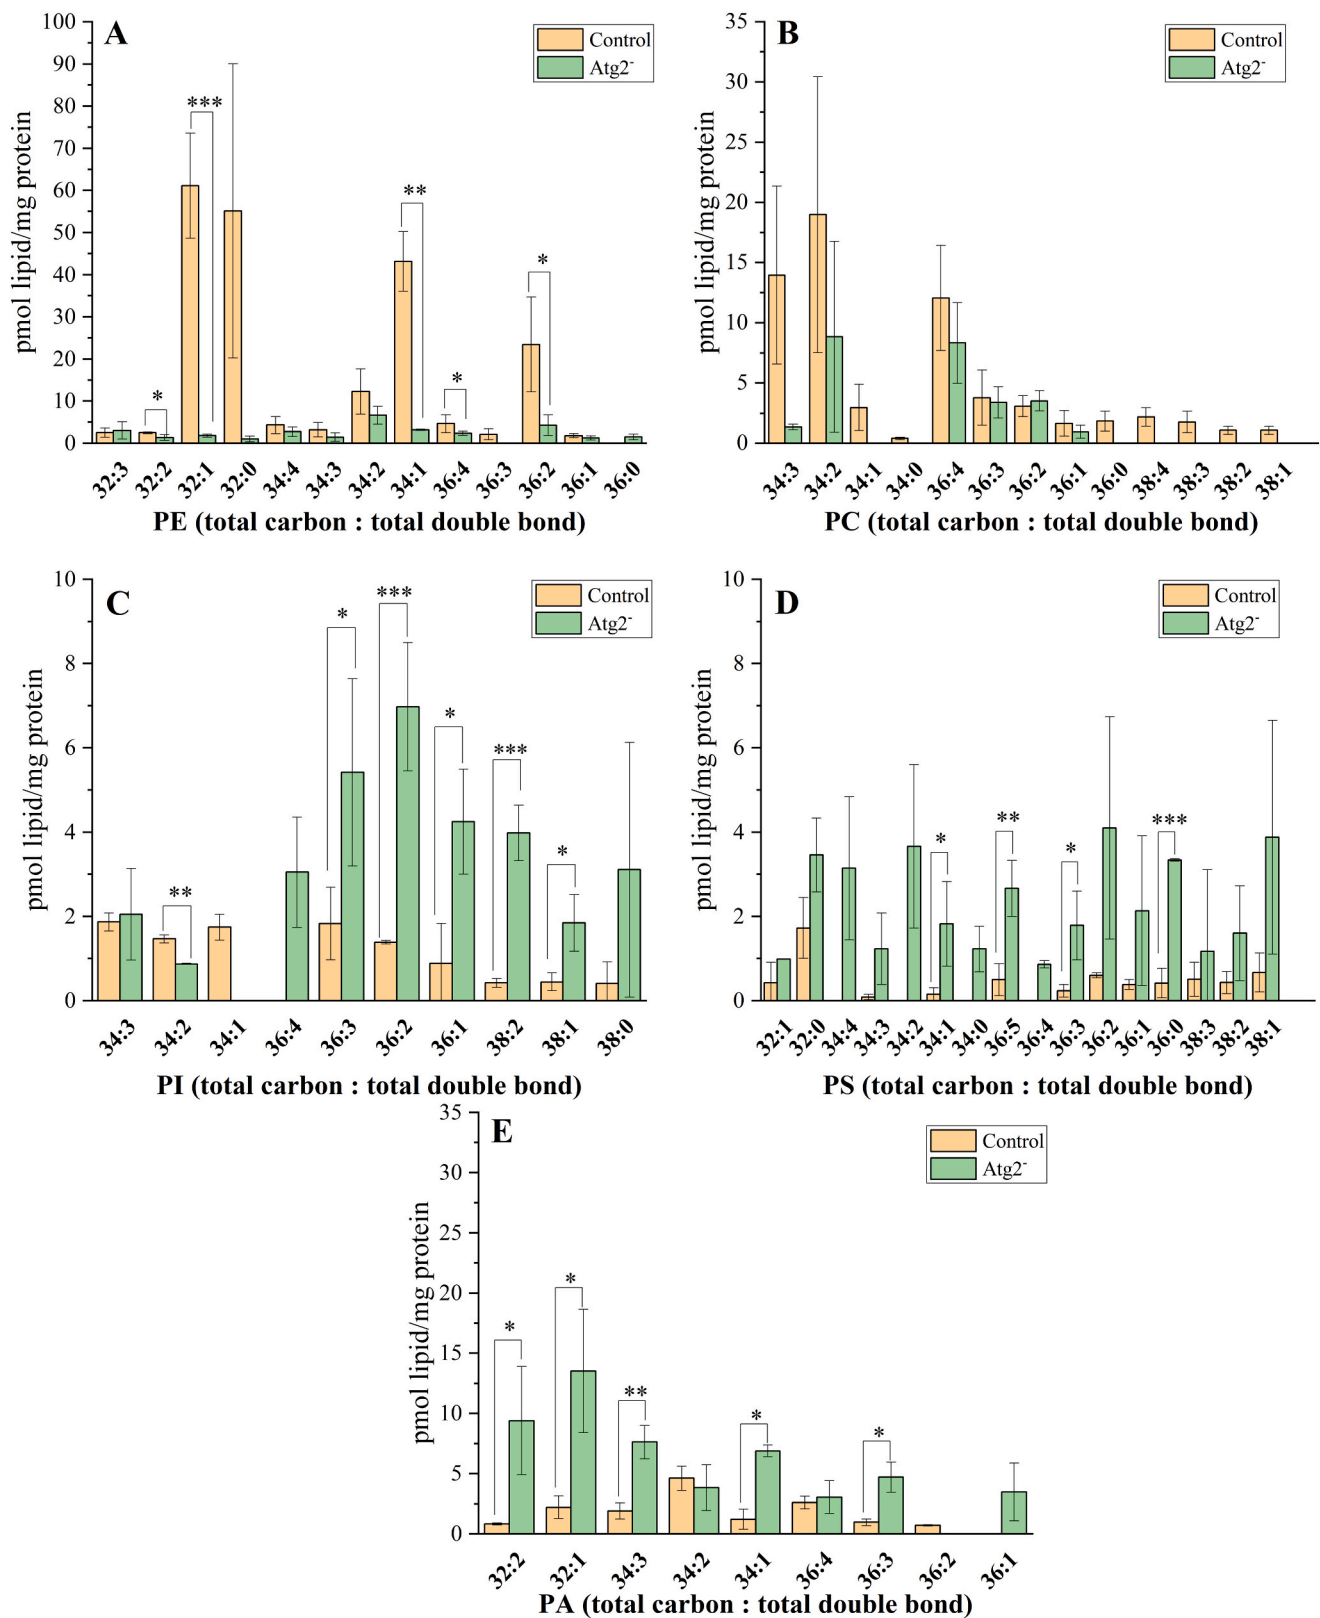 A
Control
Atg2⁻
100
90
80
70
60
50
40
30
20
10
0
pmol lipid/mg protein
*
***
**
*
*
32:3 32:2 32:1 32:0 34:4 34:3 34:2 34:1 36:4 36:3 36:2 36:1 36:0
PE (total carbon : total double bond)
B
Control
Atg2⁻
35
30
25
20
15
10
5
0
pmol lipid/mg protein
34:3 34:2 34:1 34:0 36:4 36:3 36:2 36:1 36:0 38:4 38:3 38:2 38:1
PC (total carbon : total double bond)
C
Control
Atg2⁻
10
8
6
4
2
0
pmol lipid/mg protein
**
*
***
*
***
*
34:3 34:2 34:1 36:4 36:3 36:2 36:1 38:2 38:1 38:0
PI (total carbon : total double bond)
D
Control
Atg2⁻
10
8
6
4
2
0
pmol lipid/mg protein
*
**
*
***
32:1 32:0 34:4 34:3 34:2 34:1 34:0 36:5 36:4 36:3 36:2 36:1 36:0 38:3 38:2 38:1
PS (total carbon : total double bond)
E
Control
Atg2⁻
35
30
25
20
15
10
5
0
pmol lipid/mg protein
*
*
**
*
*
32:2 32:1 34:3 34:2 34:1 36:4 36:3 36:2 36:1
PA (total carbon : total double bond)